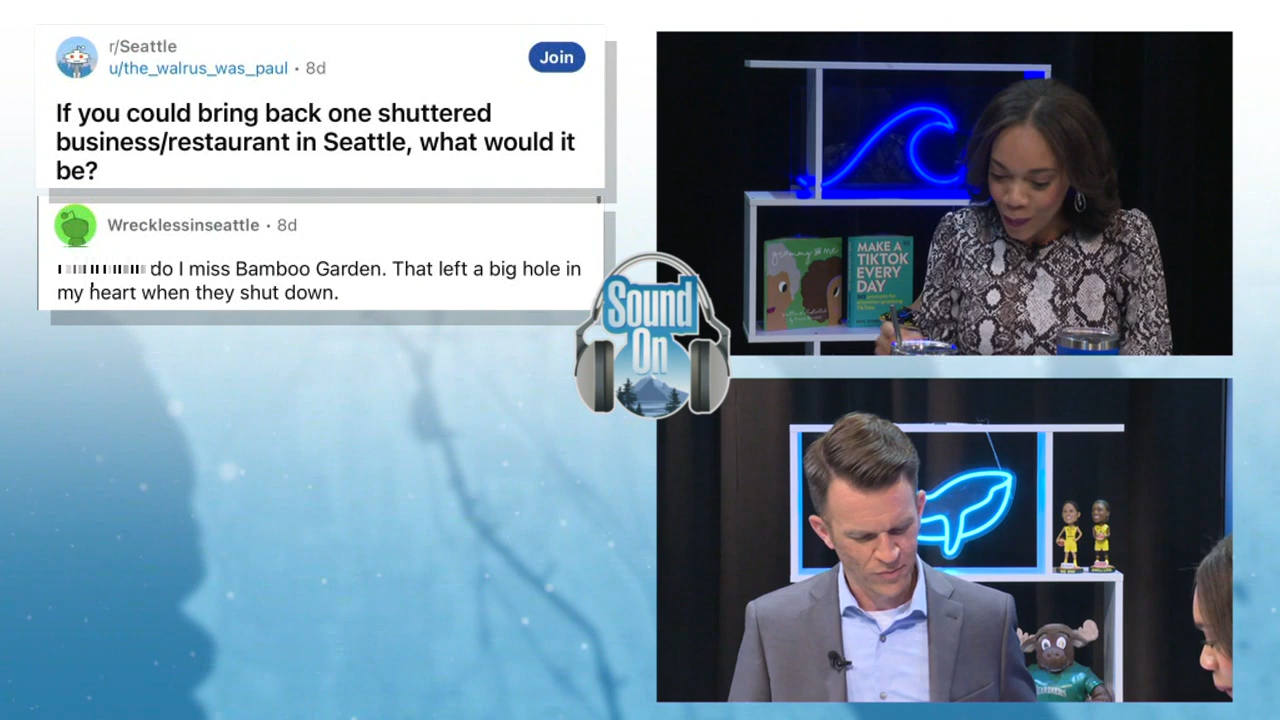 r/Seattle
u/the_walrus_was_paul • 8d
Join
If you could bring back one shuttered
business/restaurant in Seattle, what would it
be?
Wrecklessinseattle • 8d
do I miss Bamboo Garden. That left a big hole in
my heart when they shut down.
Sound
On
grammy & me
MAKE A
TIKTOK
EVERY
DAY